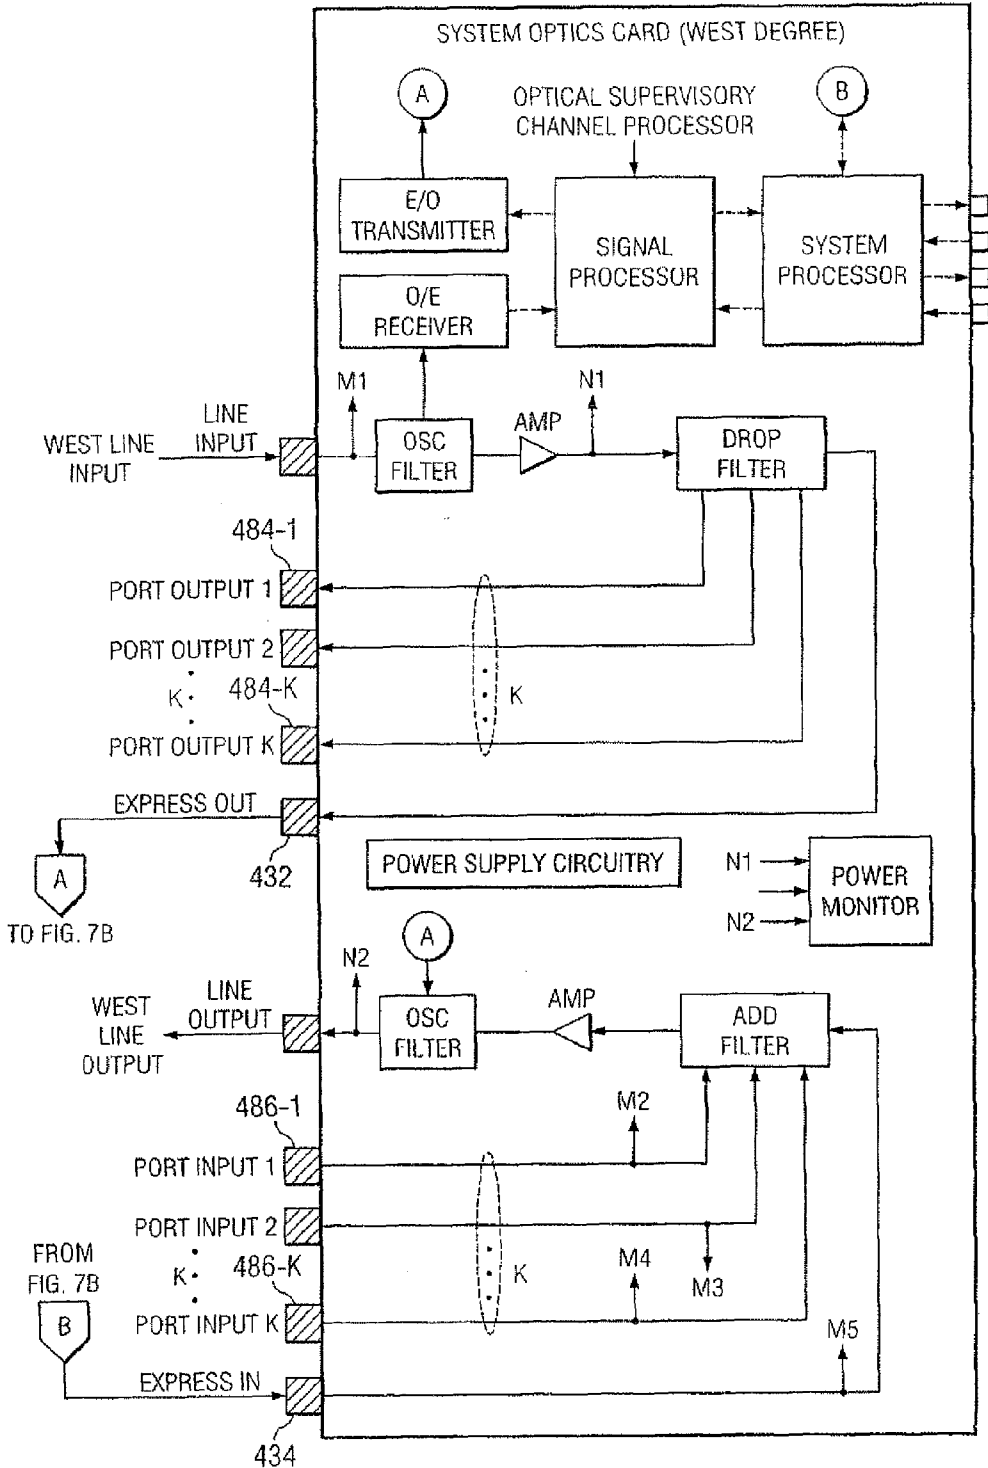 SYSTEM OPTICS CARD (WEST DEGREE)
A
OPTICAL SUPERVISORY
CHANNEL PROCESSOR
B
E/O
TRANSMITTER
SIGNAL
PROCESSOR
SYSTEM
PROCESSOR
O/E
RECEIVER
M1
N1
WEST LINE
INPUT
LINE
INPUT
OSC
FILTER
AMP
DROP
FILTER
484-1
PORT OUTPUT 1
PORT OUTPUT 2
K
484-K
K
PORT OUTPUT K
EXPRESS OUT
432
A
TO FIG. 7B
POWER SUPPLY CIRCUITRY
N1
N2
POWER
MONITOR
A
N2
WEST
LINE
OUTPUT
LINE
OUTPUT
OSC
FILTER
AMP
ADD
FILTER
486-1
M2
PORT INPUT 1
PORT INPUT 2
FROM
FIG. 7B
K
486-K
K
M4
M3
B
PORT INPUT K
M5
EXPRESS IN
434